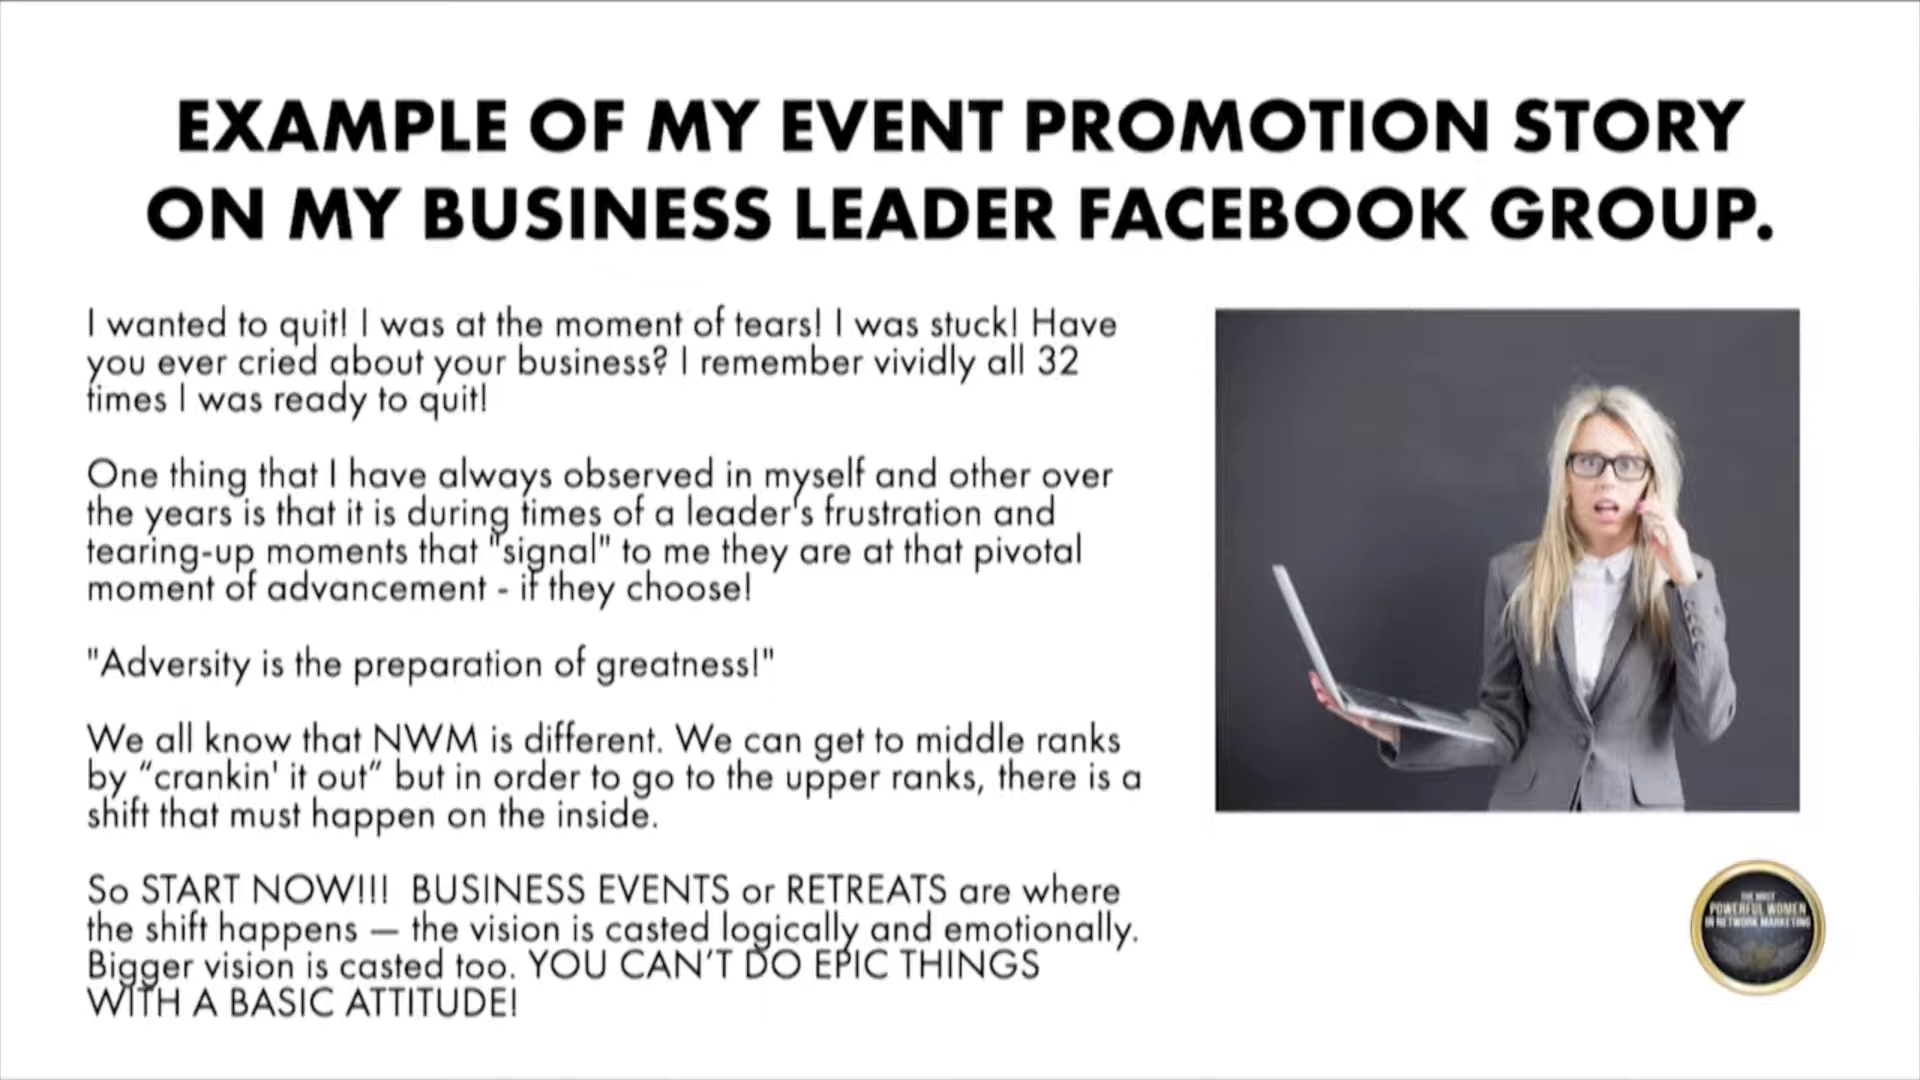 EXAMPLE OF MY EVENT PROMOTION STORY
ON MY BUSINESS LEADER FACEBOOK GROUP.
I wanted to quit! I was at the moment of tears! I was stuck! Have
you ever cried about your business? I remember vividly all 32
times I was ready to quit!
One thing that I have always observed in myself and other over
the years is that it is during times of a leader's frustration and
tearing-up moments that "signal" to me they are at that pivotal
moment of advancement - if they choose!
"Adversity is the preparation of greatness!"
We all know that NWM is different. We can get to middle ranks
by “crankin' it out” but in order to go to the upper ranks, there is a
shift that must happen on the inside.
So START NOW!!!  BUSINESS EVENTS or RETREATS are where
the shift happens — the vision is casted logically and emotionally.
Bigger vision is casted too. YOU CAN’T DO EPIC THINGS
WITH A BASIC ATTITUDE!
THE MOST
POWERFUL WOMEN
IN NETWORK MARKETING